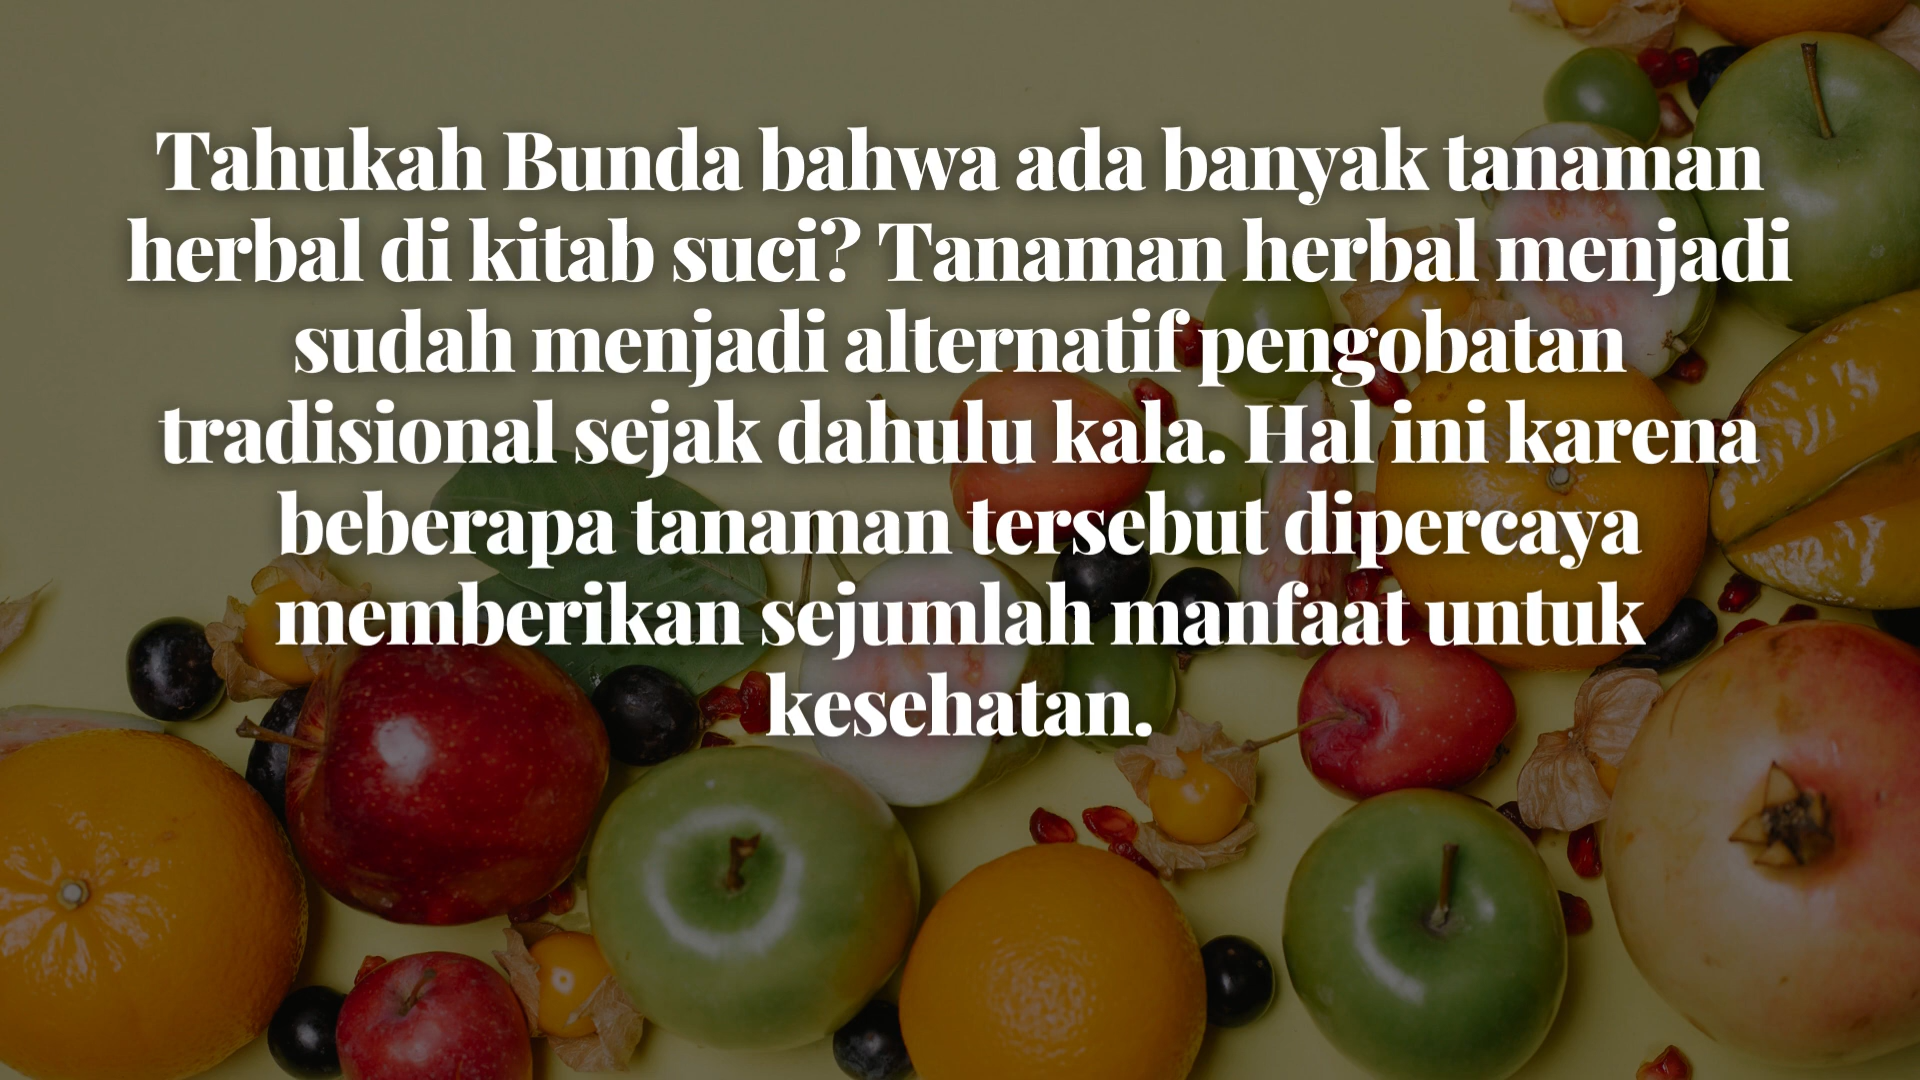 Tahukah Bunda bahwa ada banyak tanaman
herbal di kitab suci? Tanaman herbal menjadi
sudah menjadi alternatif pengobatan
tradisional sejak dahulu kala. Hal ini karena
beberapa tanaman tersebut dipercaya
memberikan sejumlah manfaat untuk
kesehatan.